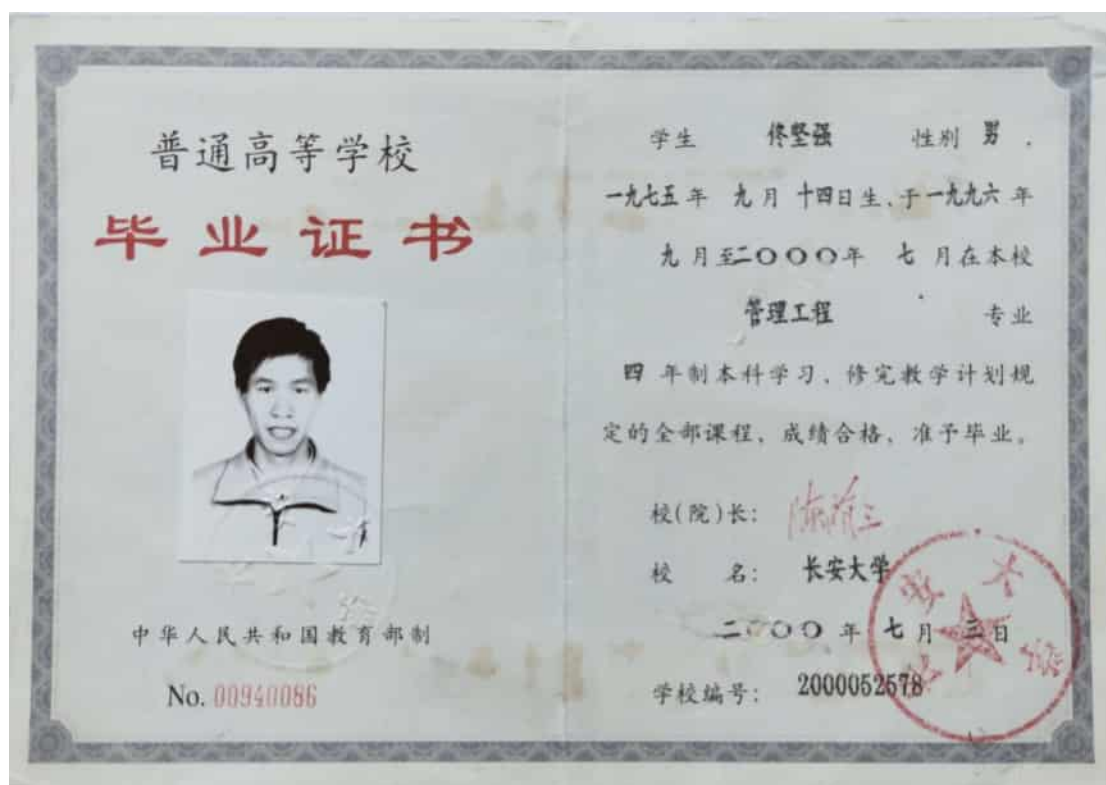 普通高等学校
毕业证书
中华人民共和国教育部制
No. 00940086
学生 佟坚强 性别 男 .
一九七五年 九月 十四日生、于一九九六年
九月至二〇〇〇年 七月在本校
管理工程 专业
四 年制本科学习、修完教学计划规
定的全部课程、成绩合格、准予毕业。
校(院)长:
校 名: 长安大学
二〇〇〇年 七月 三日
学校编号: 2000052578